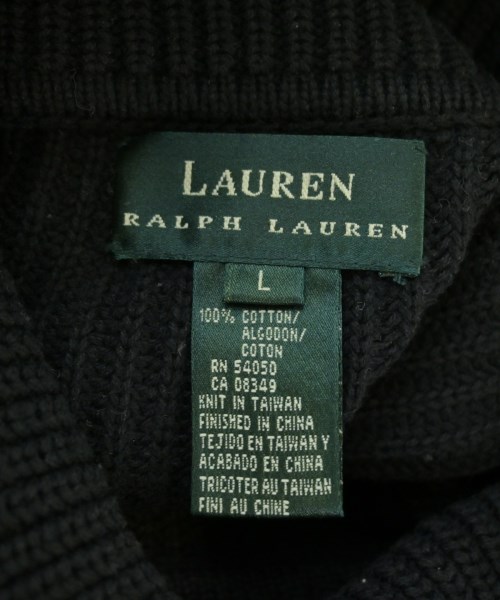 LAUREN
RALPH LAUREN
L
100% COTTON/
ALGODON/
COTON
RN 54050
CA 08349
KNIT IN TAIWAN
FINISHED IN CHINA
TEJIDO EN TAIWAN Y
ACABADO EN CHINA
TRICOTER AU TAIWAN
FINI AU CHINE